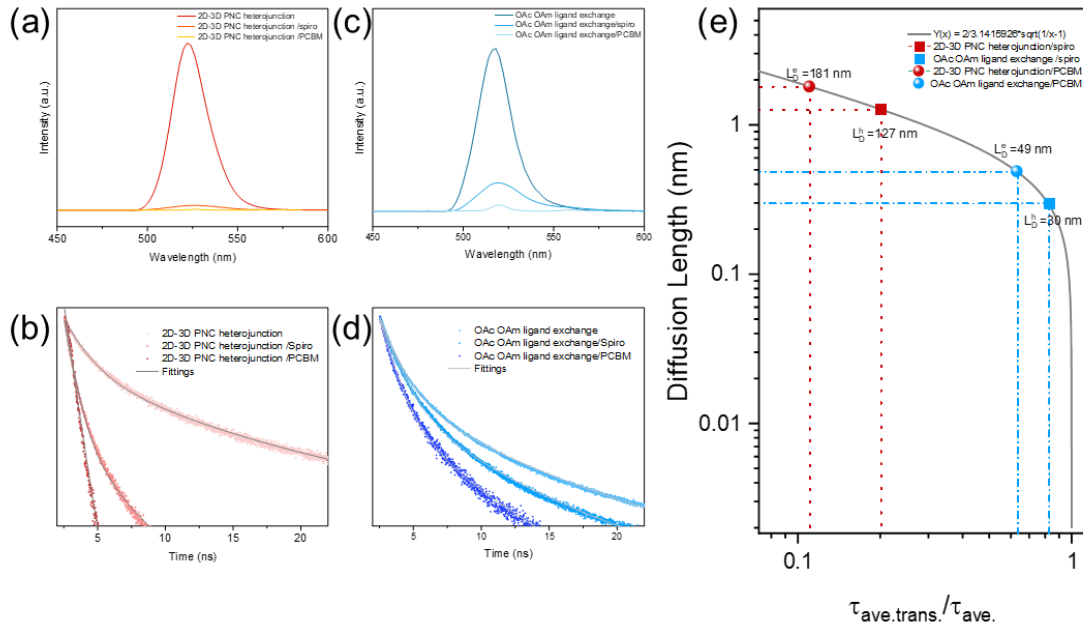 (a)
2D-3D PNC heterojunction
2D-3D PNC heterojunction /spiro
2D-3D PNC heterojunction /PCBM
Intensity (a.u.)
450
500
550
600
Wavelength (nm)
(c)
OAc OAm ligand exchange
OAc OAm ligand exchange/spiro
OAc OAm ligand exchange/PCBM
Intensity (a.u.)
450
500
550
600
Wavelength (nm)
(b)
2D-3D PNC heterojunction
2D-3D PNC heterojunction /Spiro
2D-3D PNC heterojunction /PCBM
Fittings
5
10
15
20
Time (ns)
(d)
OAc OAm ligand exchange
OAc OAm ligand exchange/Spiro
OAc OAm ligand exchange/PCBM
Fittings
5
10
15
20
Time (ns)
(e)
Y(x) = 2/3.1415926*sqrt(1/x-1)
2D-3D PNC heterojunction/spiro
OAc OAm ligand exchange /spiro
2D-3D PNC heterojunction/PCBM
OAc OAm ligand exchange/PCBM
L_D^e=181 nm
L_D^h=127 nm
L_D^e=49 nm
L_D^h=30 nm
Diffusion Length (nm)
1
0.1
0.01
0.1
1
τ_ave.trans./τ_ave.